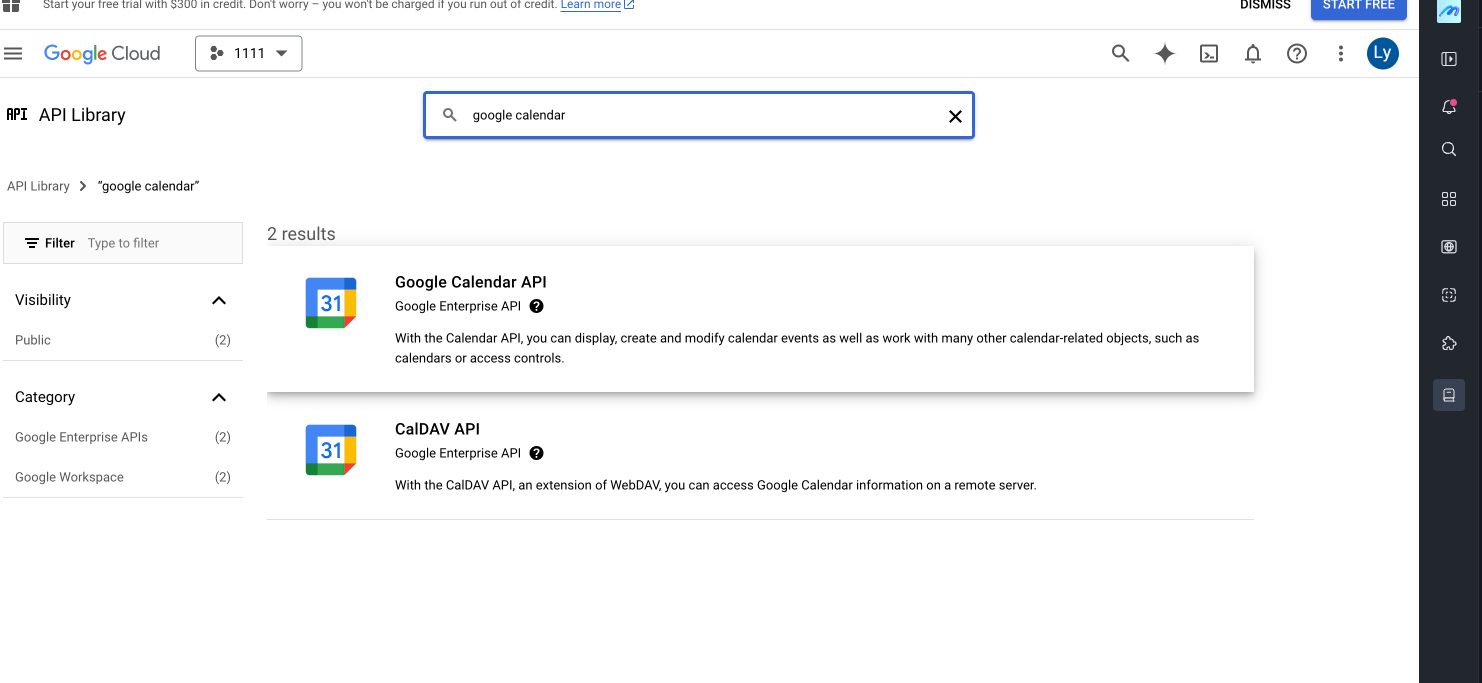 Start your free trial with $300 in credit. Don't worry – you won't be charged if you run out of credit. Learn more
DISMISS
START FREE
Google Cloud
1111
Ly
API API Library
google calendar
API Library
“google calendar”
Filter Type to filter
2 results
Visibility
Public (2)
Category
Google Enterprise APIs (2)
Google Workspace (2)
31
Google Calendar API
Google Enterprise API
With the Calendar API, you can display, create and modify calendar events as well as work with many other calendar-related objects, such as
calendars or access controls.
31
CalDAV API
Google Enterprise API
With the CalDAV API, an extension of WebDAV, you can access Google Calendar information on a remote server.